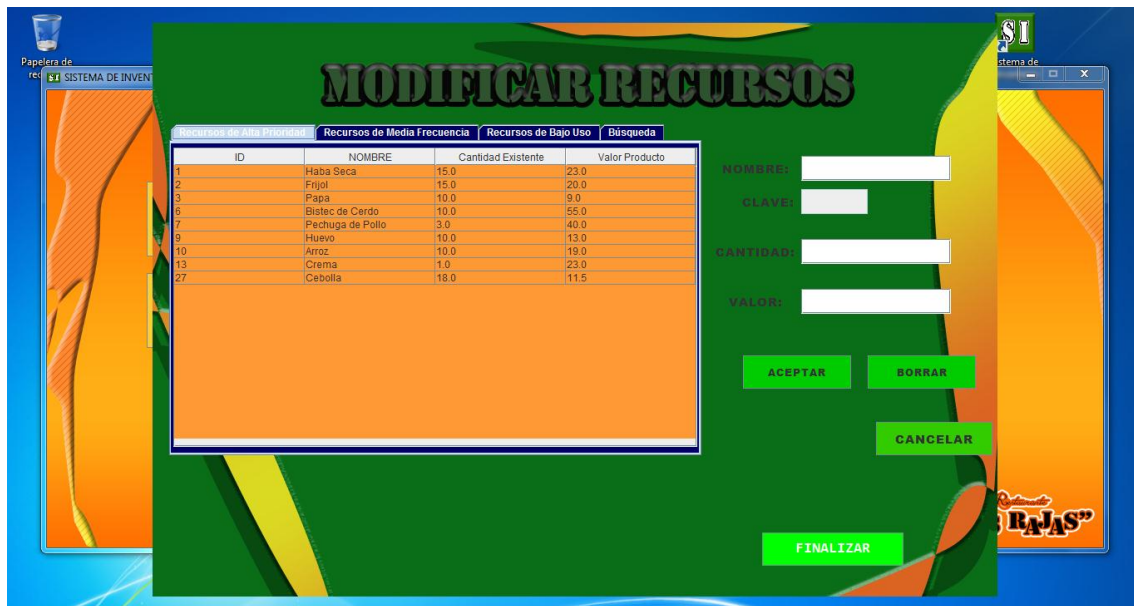 Papelera de
rec
SISTEMA DE INVENT
SI
stema de
MODIFICAR RECURSOS
Recursos de Alta Prioridad Recursos de Media Frecuencia Recursos de Bajo Uso Búsqueda
ID NOMBRE Cantidad Existente Valor Producto
1 Haba Seca 15.0 23.0
2 Frijol 15.0 20.0
3 Papa 10.0 9.0
6 Bistec de Cerdo 10.0 55.0
7 Pechuga de Pollo 3.0 40.0
9 Huevo 10.0 13.0
10 Arroz 10.0 19.0
13 Crema 1.0 23.0
27 Cebolla 18.0 11.5
NOMBRE:
CLAVE:
CANTIDAD:
VALOR:
ACEPTAR BORRAR
CANCELAR
FINALIZAR
RAJAS”